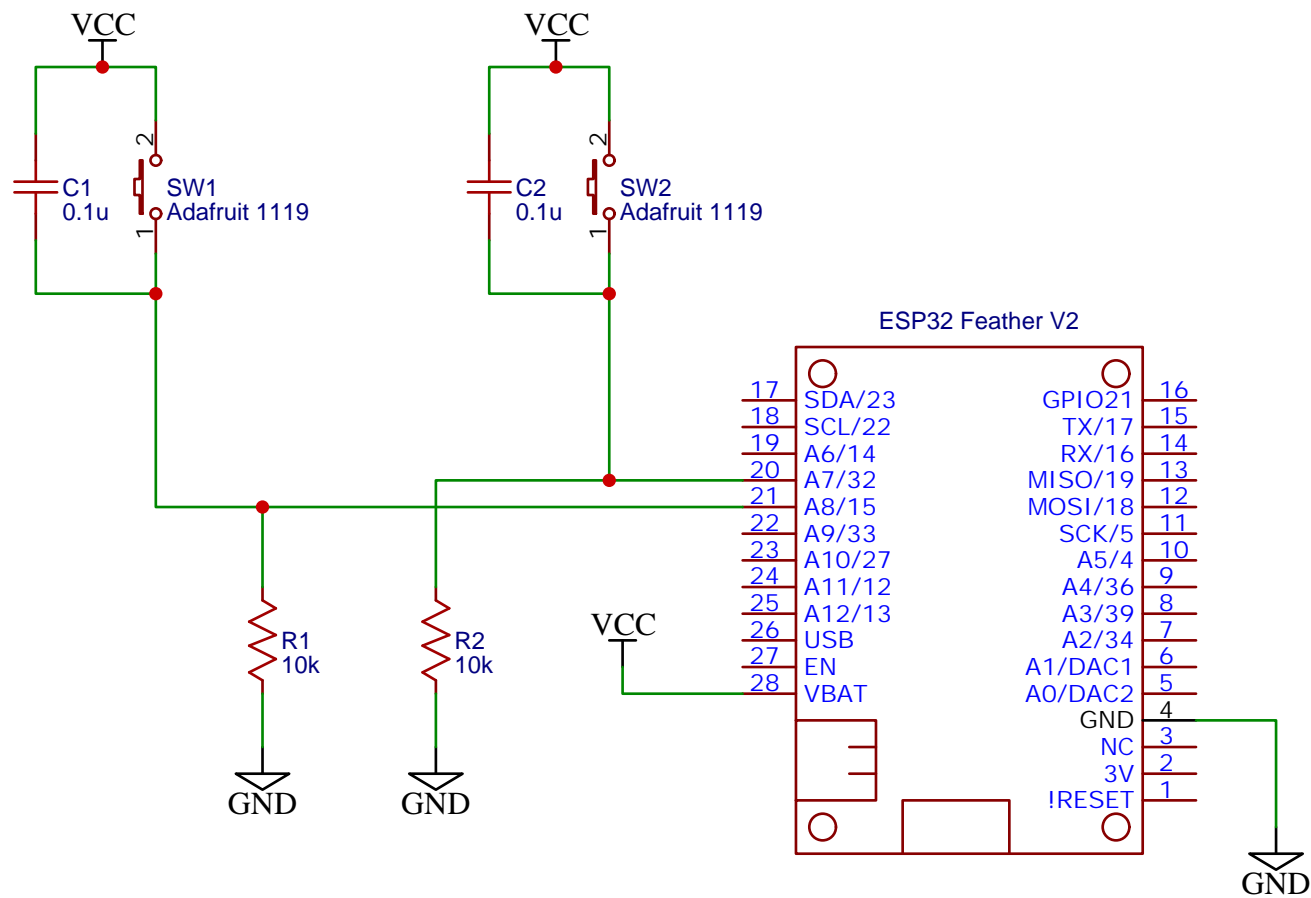 VCC
VCC
2
C1
0.1u
SW1
Adafruit 1119
1
2
C2
0.1u
SW2
Adafruit 1119
1
ESP32 Feather V2
17 SDA/23 GPIO21 16
18 SCL/22 TX/17 15
19 A6/14 RX/16 14
20 A7/32 MISO/19 13
21 A8/15 MOSI/18 12
22 A9/33 SCK/5 11
23 A10/27 A5/4 10
24 A11/12 A4/36 9
25 A12/13 A3/39 8
26 USB A2/34 7
27 EN A1/DAC1 6
28 VBAT A0/DAC2 5
GND 4
NC 3
3V 2
!RESET 1
R1
10k
R2
10k
VCC
GND
GND
GND